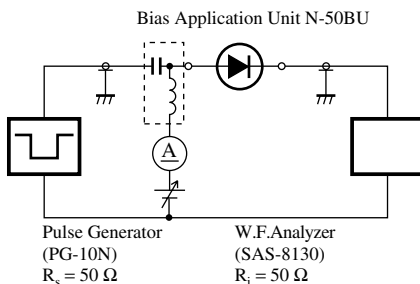 Bias Application Unit N-50BU
A
Pulse Generator
(PG-10N)
Rs = 50 Ω
W.F.Analyzer
(SAS-8130)
Ri = 50 Ω